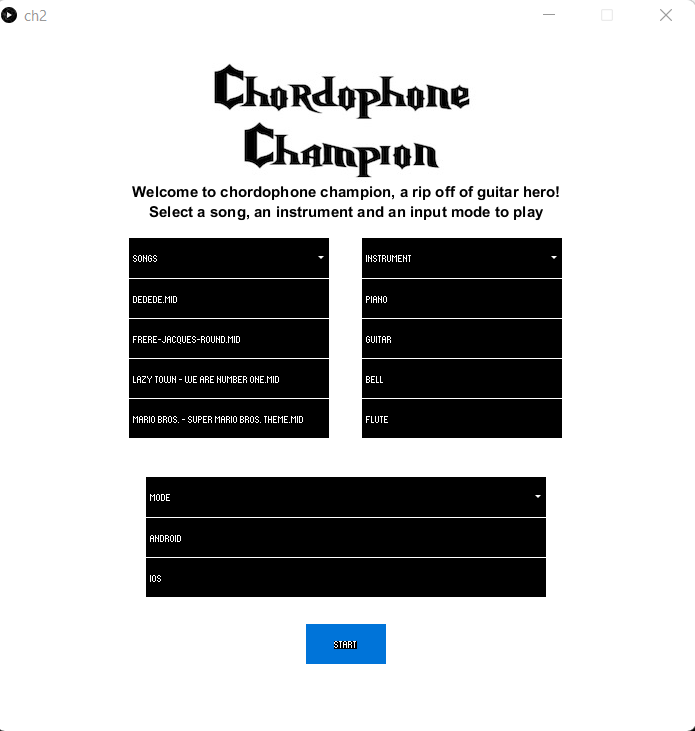 ch2
Chordophone
Champion
Welcome to chordophone champion, a rip off of guitar hero!
Select a song, an instrument and an input mode to play
SONGS
DEDEDE.MID
FRERE-JACQUES-ROUND.MID
LAZY TOWN - WE ARE NUMBER ONE.MID
MARIO BROS. - SUPER MARIO BROS. THEME.MID
INSTRUMENT
PIANO
GUITAR
BELL
FLUTE
MODE
ANDROID
IOS
START